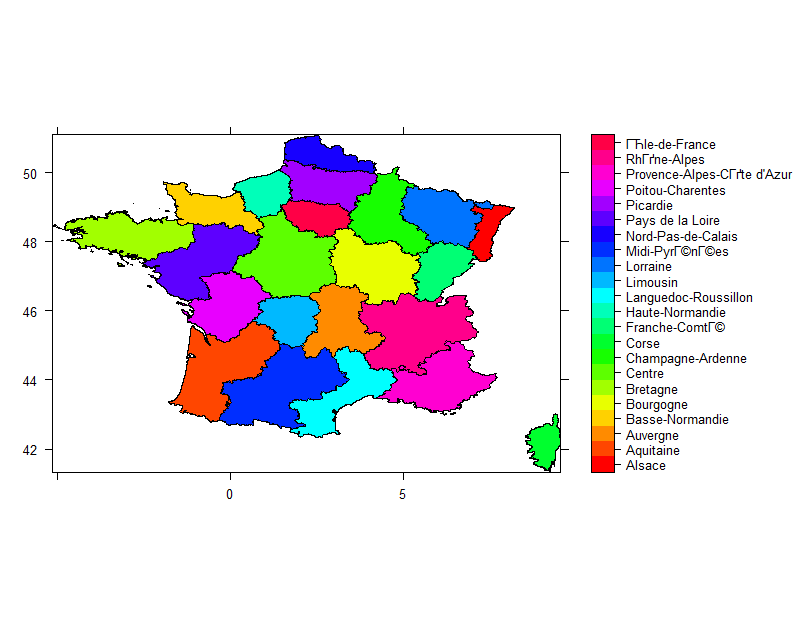 50
48
46
44
42
0
5
ГЋle-de-France
RhГґne-Alpes
Provence-Alpes-CГґte d'Azur
Poitou-Charentes
Picardie
Pays de la Loire
Nord-Pas-de-Calais
Midi-PyrГ©nГ©es
Lorraine
Limousin
Languedoc-Roussillon
Haute-Normandie
Franche-ComtГ©
Corse
Champagne-Ardenne
Centre
Bretagne
Bourgogne
Basse-Normandie
Auvergne
Aquitaine
Alsace